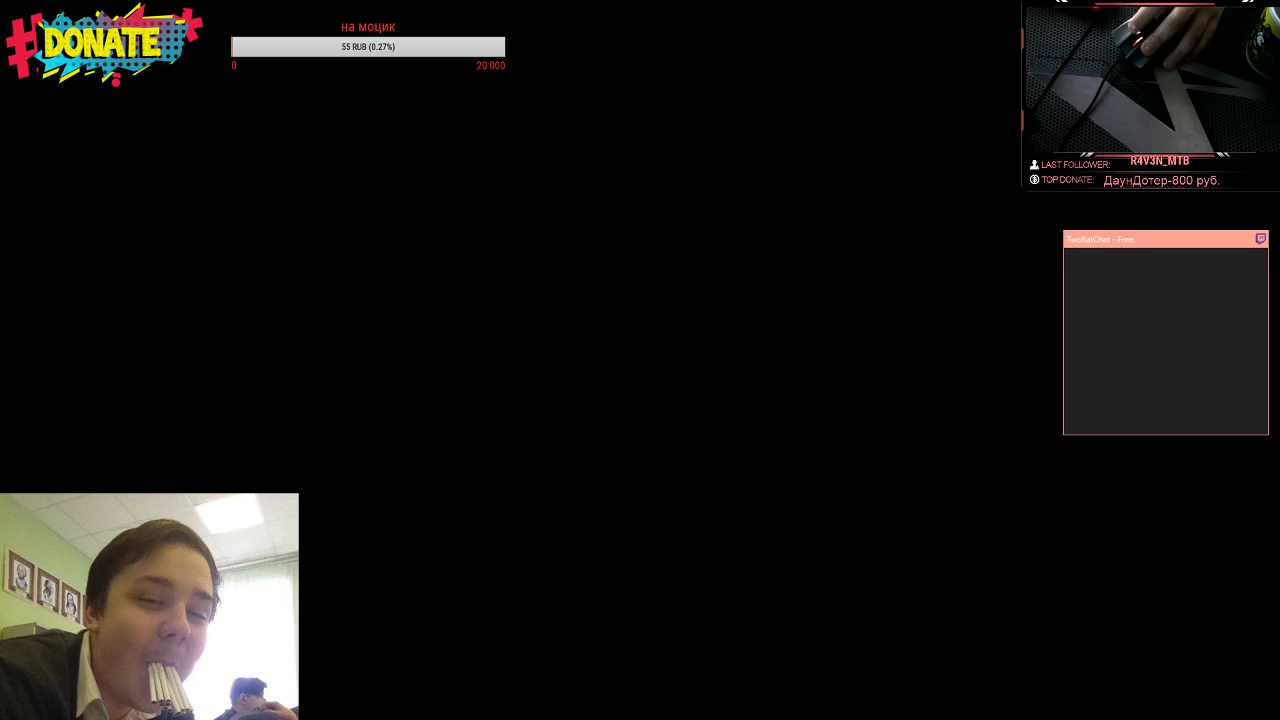 #DONATE
на моцик
55 RUB (0.27%)
0
20 000
LAST FOLLOWER:
R4V3N_MTB
TOP DONATE:
ДаунДотер-800 руб.
TwoRatChat - Free